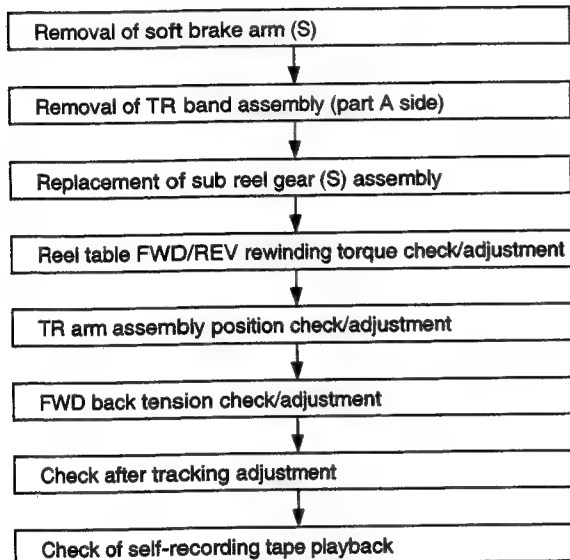 Removal of soft brake arm (S)
Removal of TR band assembly (part A side)
Replacement of sub reel gear (S) assembly
Reel table FWD/REV rewinding torque check/adjustment
TR arm assembly position check/adjustment
FWD back tension check/adjustment
Check after tracking adjustment
Check of self-recording tape playback